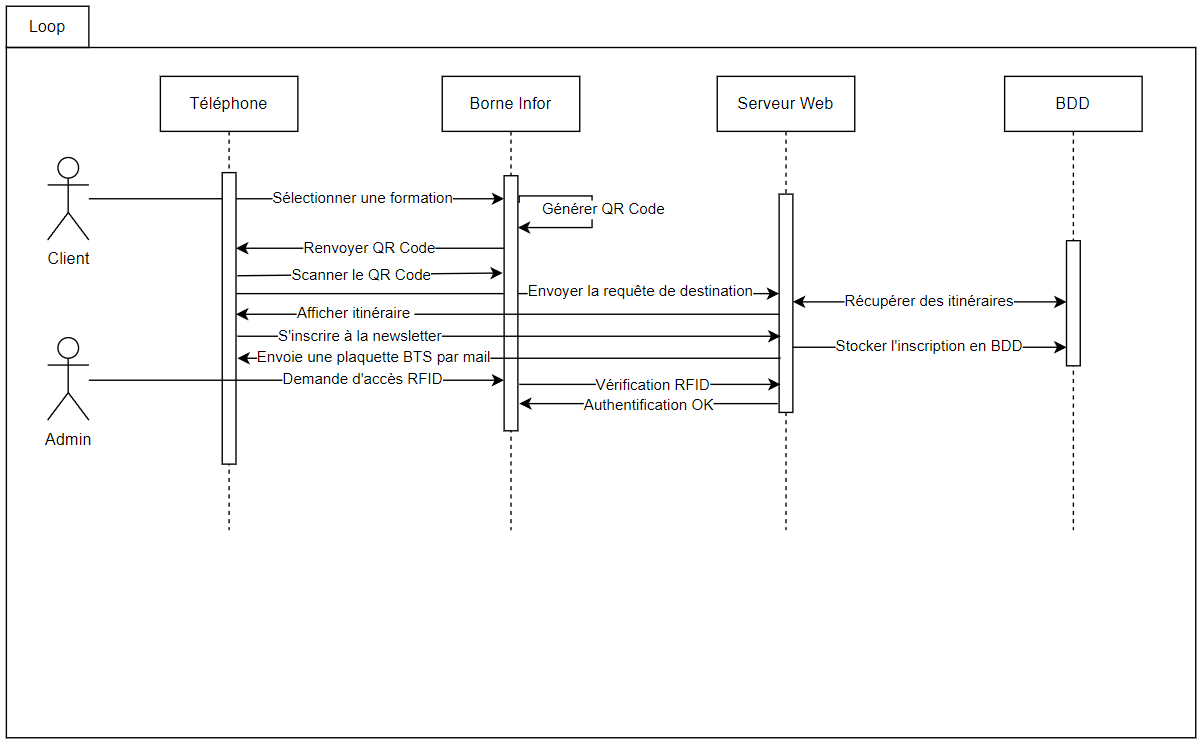 Loop
Téléphone
Borne Infor
Serveur Web
BDD
Sélectionner une formation
Générer QR Code
Client
Renvoyer QR Code
Scanner le QR Code
Envoyer la requête de destination
Récupérer des itinéraires
Afficher itinéraire
S'inscrire à la newsletter
Stocker l'inscription en BDD
Envoie une plaquette BTS par mail
Demande d'accès RFID
Vérification RFID
Authentification OK
Admin